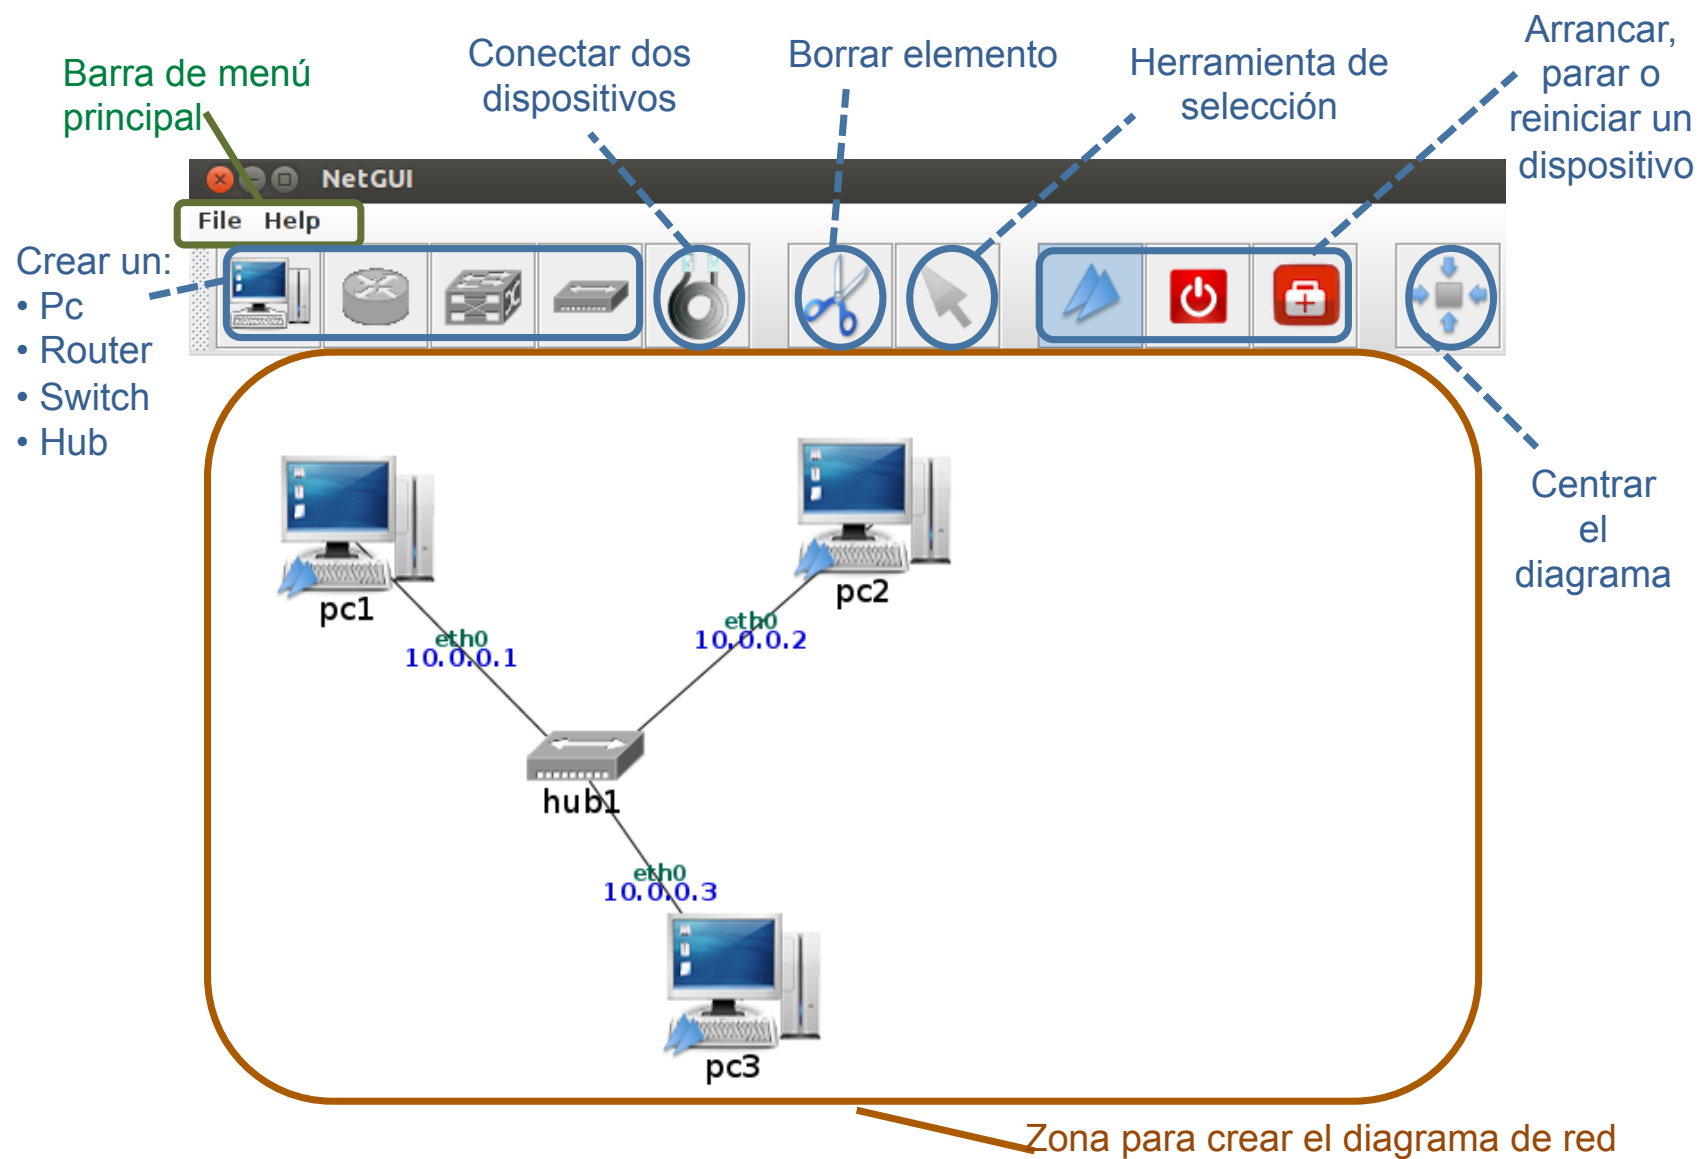 Barra de menú
principal
Conectar dos
dispositivos
Borrar elemento
Herramienta de
selección
Arrancar,
parar o
reiniciar un
dispositivo
NetGUI
File Help
Crear un:
• Pc
• Router
• Switch
• Hub
Centrar
el
diagrama
pc1
eth0
10.0.0.1
pc2
eth0
10.0.0.2
hub1
eth0
10.0.0.3
pc3
Zona para crear el diagrama de red